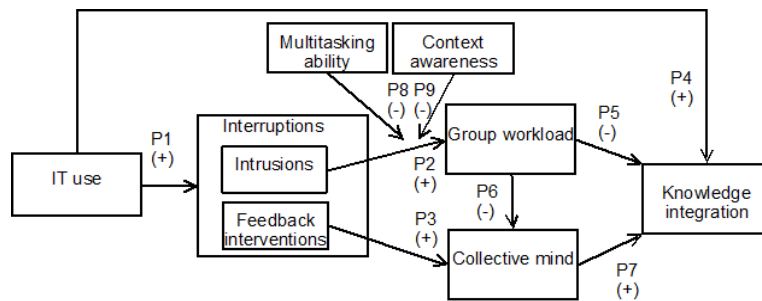 Multitasking
ability
Context
awareness
P8 P9
(-) (-)
P4
(+)
P1
(+)
Interruptions
Group workload
P5
(-)
IT use
Intrusions
P2
(+)
P6
(-)
Knowledge
integration
Feedback
interventions
P3
(+)
Collective mind
P7
(+)